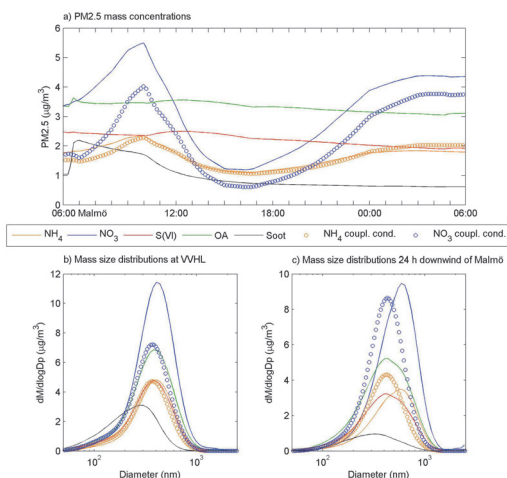 a) PM2.5 mass concentrations
PM2.5 (μg/m³)
6
5
4
3
2
1
0
06:00 Malmö
12:00
18:00
00:00
06:00
NH₄
NO₃
S(VI)
OA
Soot
NH₄ coupl. cond.
NO₃ coupl. cond.
b) Mass size distributions at VVHL
dM/dlogDp (μg/m³)
12
10
8
6
4
2
0
10²
10³
Diameter (nm)
c) Mass size distributions 24 h downwind of Malmö
dM/dlogDp (μg/m³)
10
8
6
4
2
0
10²
10³
Diameter (nm)